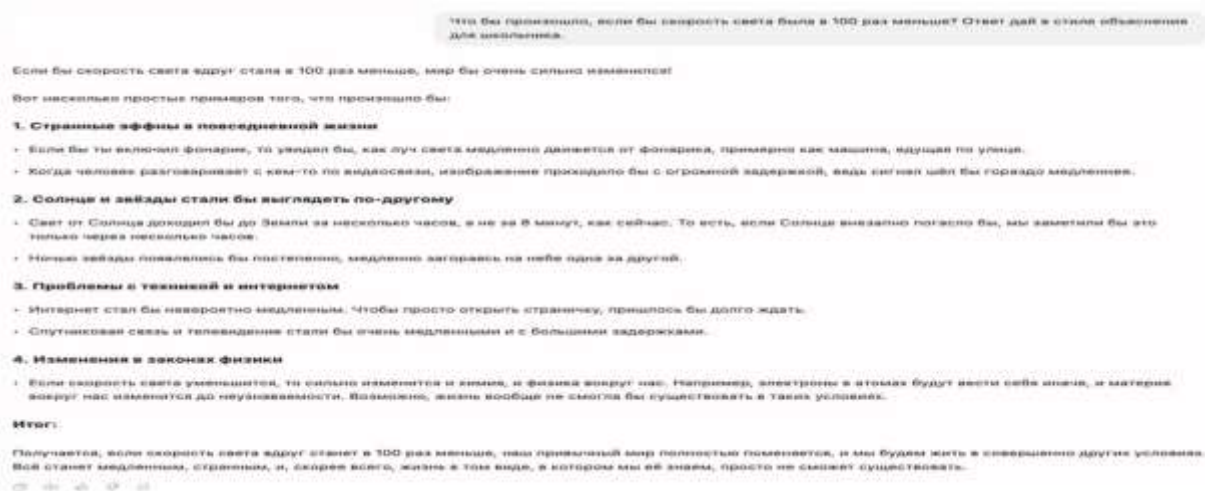 Что бы произошло, если бы скорость света была в 100 раз меньше? Ответ дай в стиле объяснения
для школьника.
Если бы скорость света вдруг стала в 100 раз меньше, мир бы очень сильно изменился!
Вот несколько простых примеров того, что произошло бы:
1. Странные эффны в повседневной жизни
• Если бы ты включил фонарик, то увидел бы, как луч света медленно движется от фонарика, примерно как машина, едущая по улице.
• Когда человек разговаривает с кем-то по видеосвязи, изображение приходило бы с огромной задержкой, ведь сигнал шёл бы гораздо медленнее.
2. Солнце и звёзды стали бы выглядеть по-другому
• Свет от Солнца доходил бы до Земли за несколько часов, а не за 8 минут, как сейчас. То есть, если Солнце внезапно погасло бы, мы заметили бы это
только через несколько часов.
• Ночью звёзды появлялись бы постепенно, медленно загораясь на небе одна за другой.
3. Проблемы с техникой и интернетом
• Интернет стал бы невероятно медленным. Чтобы просто открыть страничку, пришлось бы долго ждать.
• Спутниковая связь и телевидение стали бы очень медленными и с большими задержками.
4. Изменения в законах физики
• Если скорость света уменьшится, то сильно изменится и химия, и физика вокруг нас. Например, электроны в атомах будут вести себя иначе, и материя
вокруг нас изменится до неузнаваемости. Возможно, жизнь вообще не смогла бы существовать в таких условиях.
Итог:
Получается, если скорость света вдруг станет в 100 раз меньше, наш привычный мир полностью поменяется, и мы будем жить в совершенно других условиях.
Всё станет медленным, странным, и, скорее всего, жизнь в том виде, в котором мы её знаем, просто не сможет существовать.